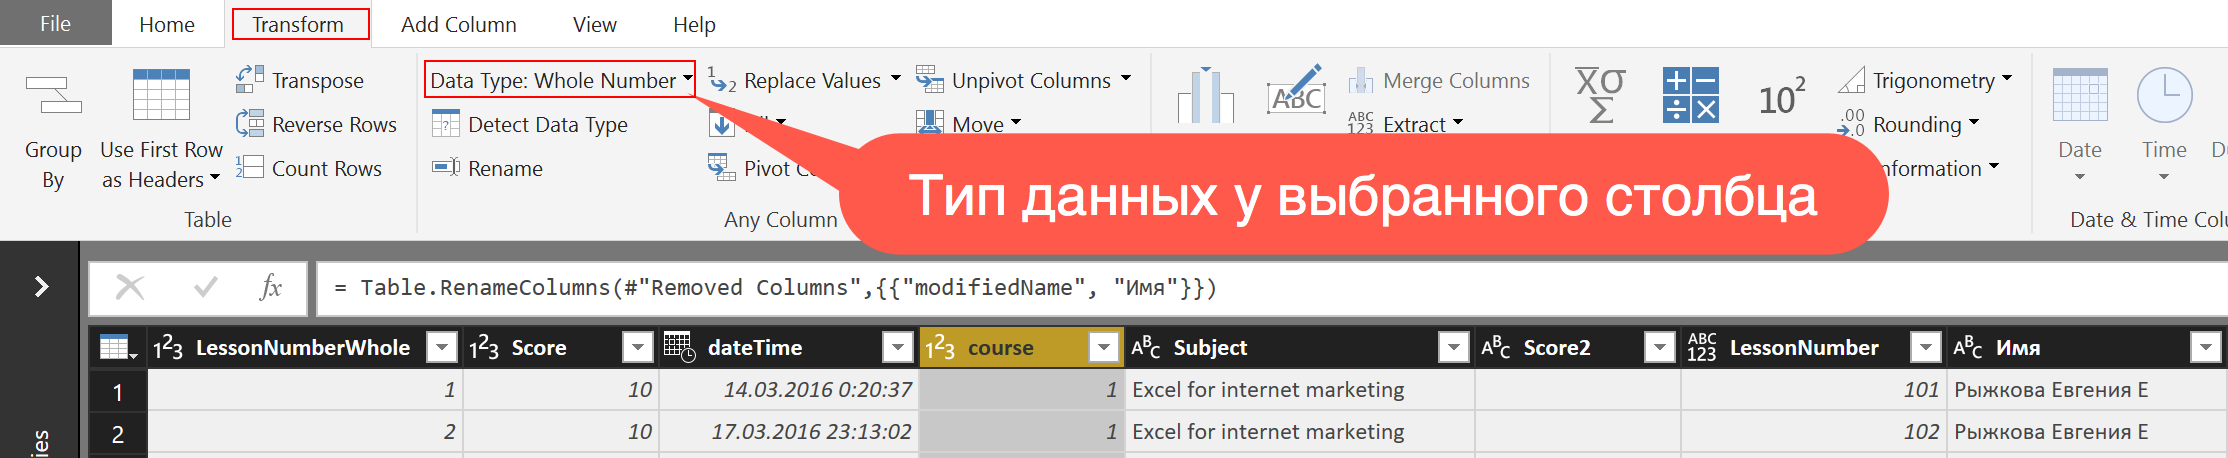 File Home Transform Add Column View Help
Transpose Data Type: Whole Number Replace Values Unpivot Columns Merge Columns Trigonometry
Reverse Rows Detect Data Type Move Extract Rounding
Group By Use First Row as Headers Count Rows Rename Pivot Date Time
Table Any Column Date & Time
Тип данных у выбранного столбца
= Table.RenameColumns(#"Removed Columns",{{"modifiedName", "Имя"}})
LessonNumberWhole Score dateTime course Subject Score2 LessonNumber Имя
1 1 10 14.03.2016 0:20:37 1 Excel for internet marketing 101 Рыжкова Евгения Е
2 2 10 17.03.2016 23:13:02 1 Excel for internet marketing 102 Рыжкова Евгения Е